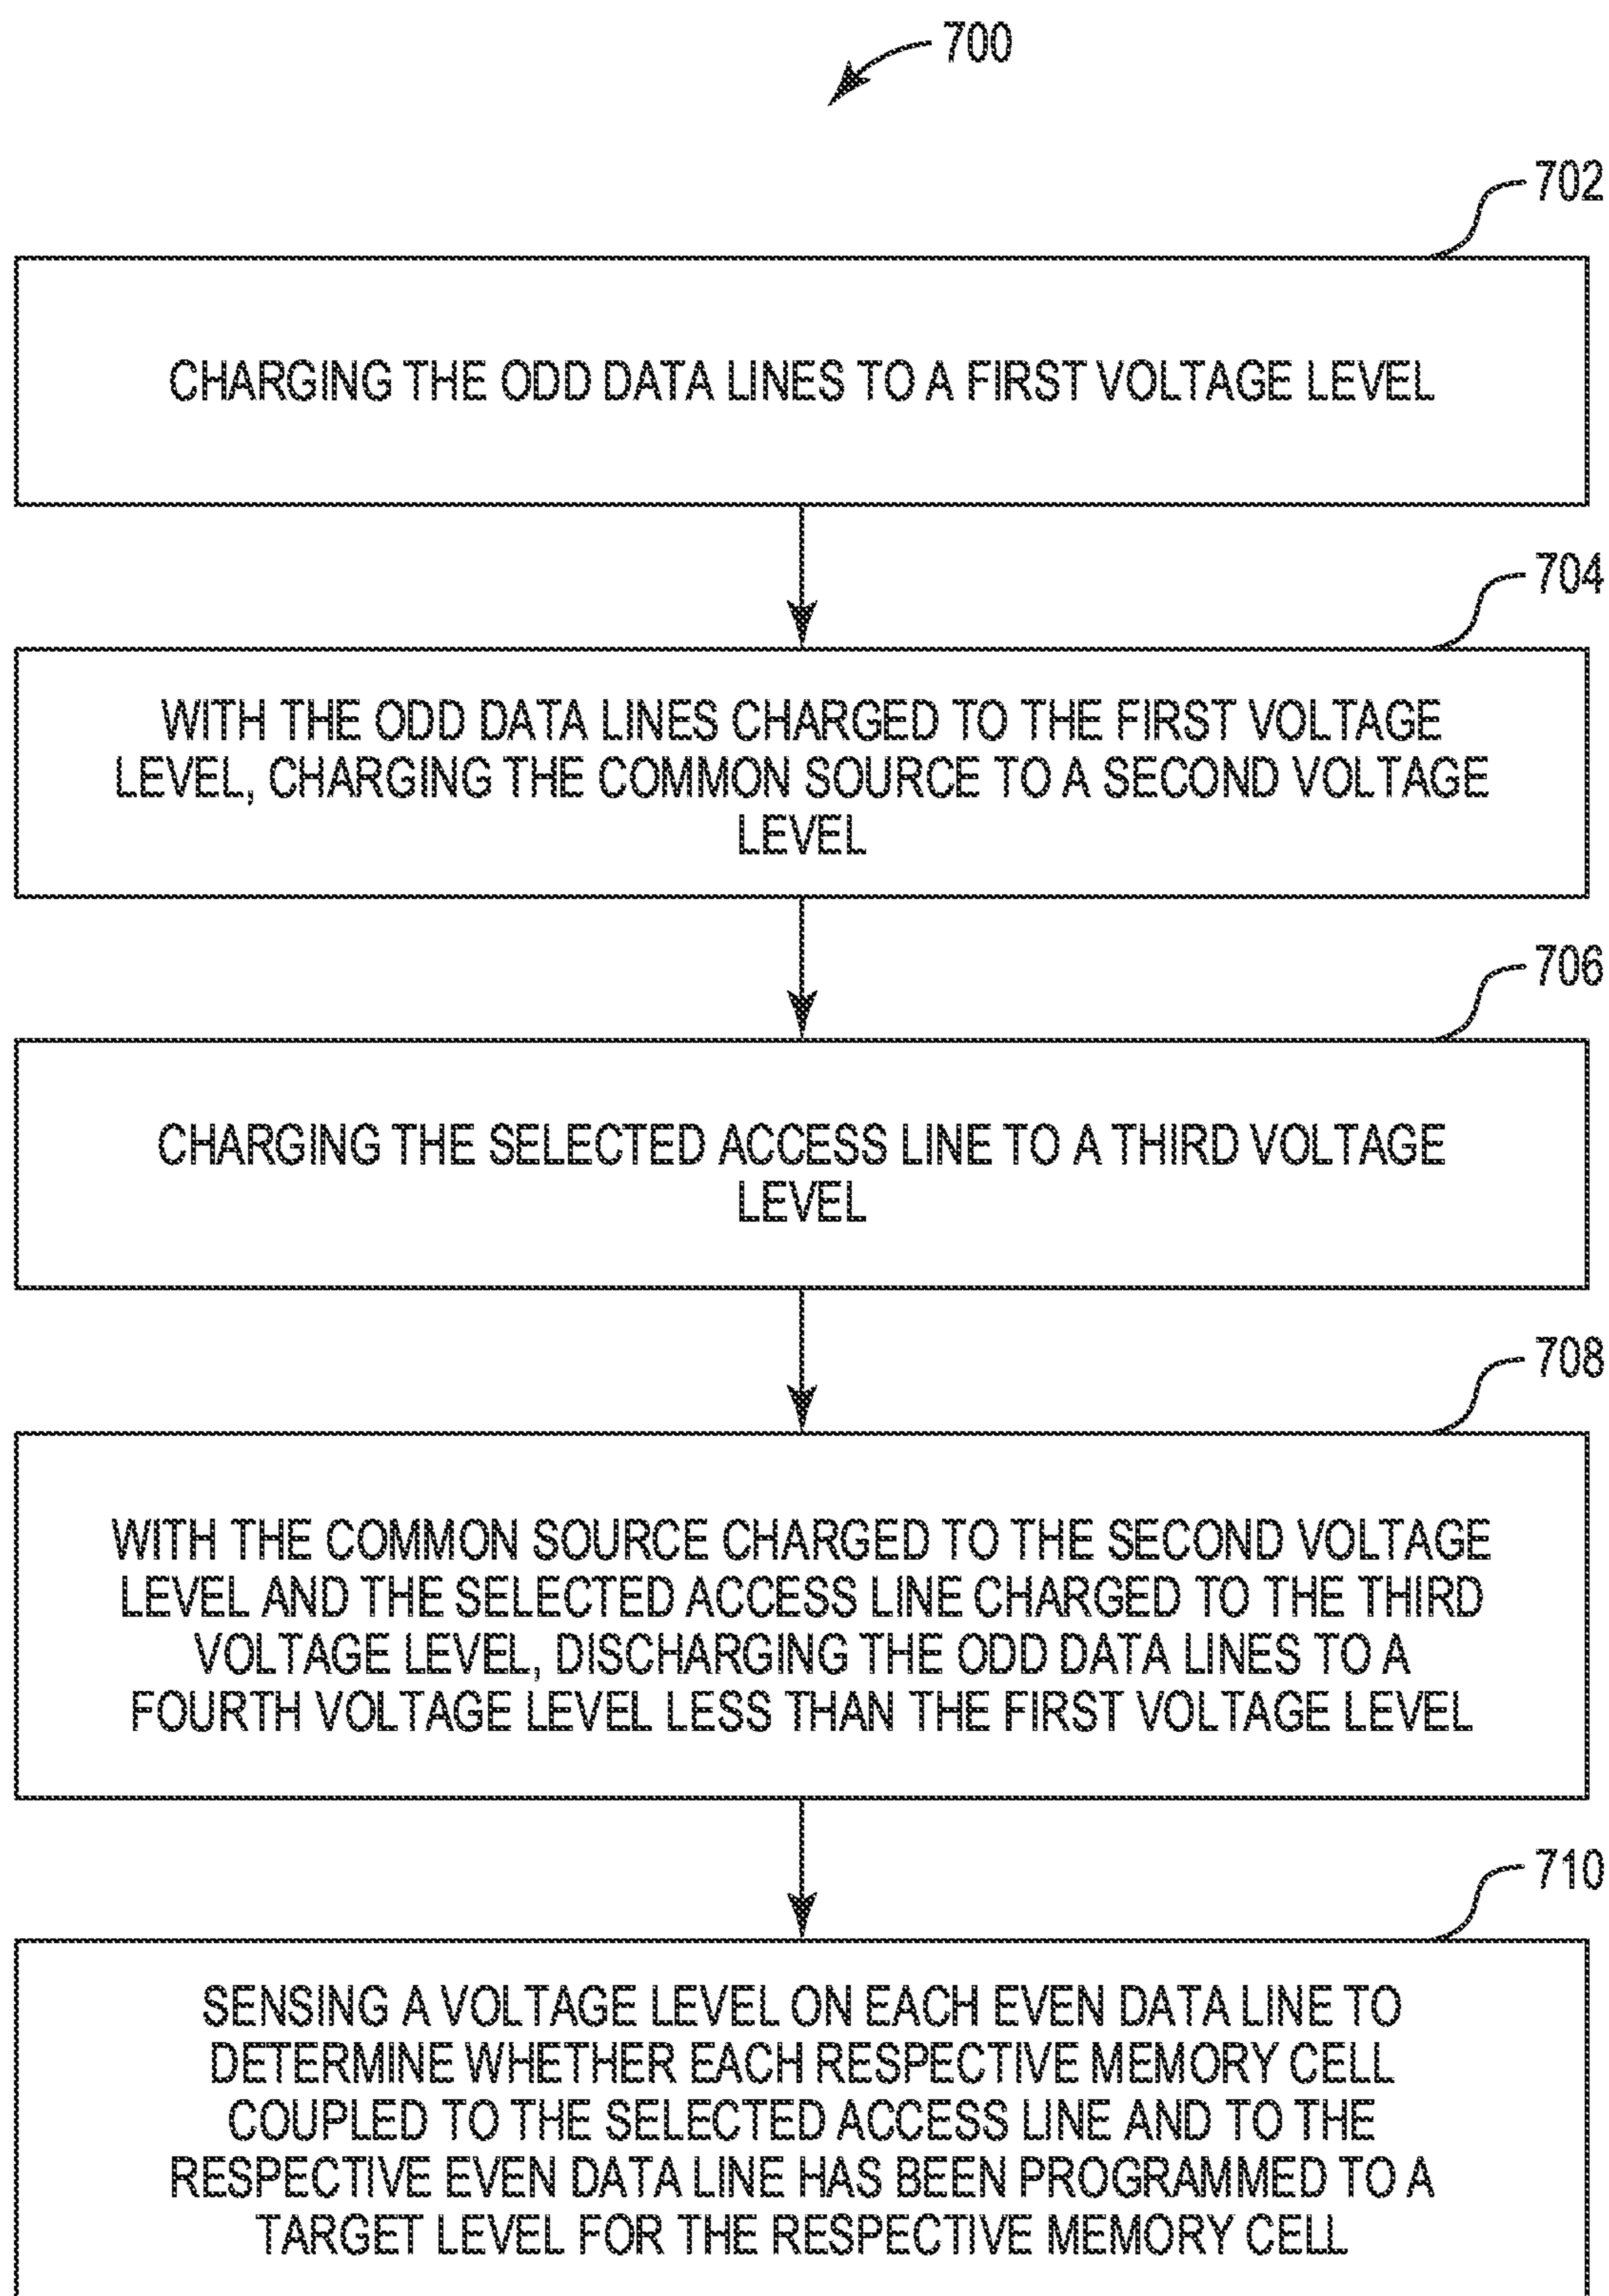 700
702
CHARGING THE ODD DATA LINES TO A FIRST VOLTAGE LEVEL
704
WITH THE ODD DATA LINES CHARGED TO THE FIRST VOLTAGE
LEVEL, CHARGING THE COMMON SOURCE TO A SECOND VOLTAGE
LEVEL
706
CHARGING THE SELECTED ACCESS LINE TO A THIRD VOLTAGE
LEVEL
708
WITH THE COMMON SOURCE CHARGED TO THE SECOND VOLTAGE
LEVEL AND THE SELECTED ACCESS LINE CHARGED TO THE THIRD
VOLTAGE LEVEL, DISCHARGING THE ODD DATA LINES TO A
FOURTH VOLTAGE LEVEL LESS THAN THE FIRST VOLTAGE LEVEL
710
SENSING A VOLTAGE LEVEL ON EACH EVEN DATA LINE TO
DETERMINE WHETHER EACH RESPECTIVE MEMORY CELL
COUPLED TO THE SELECTED ACCESS LINE AND TO THE
RESPECTIVE EVEN DATA LINE HAS BEEN PROGRAMMED TO A
TARGET LEVEL FOR THE RESPECTIVE MEMORY CELL